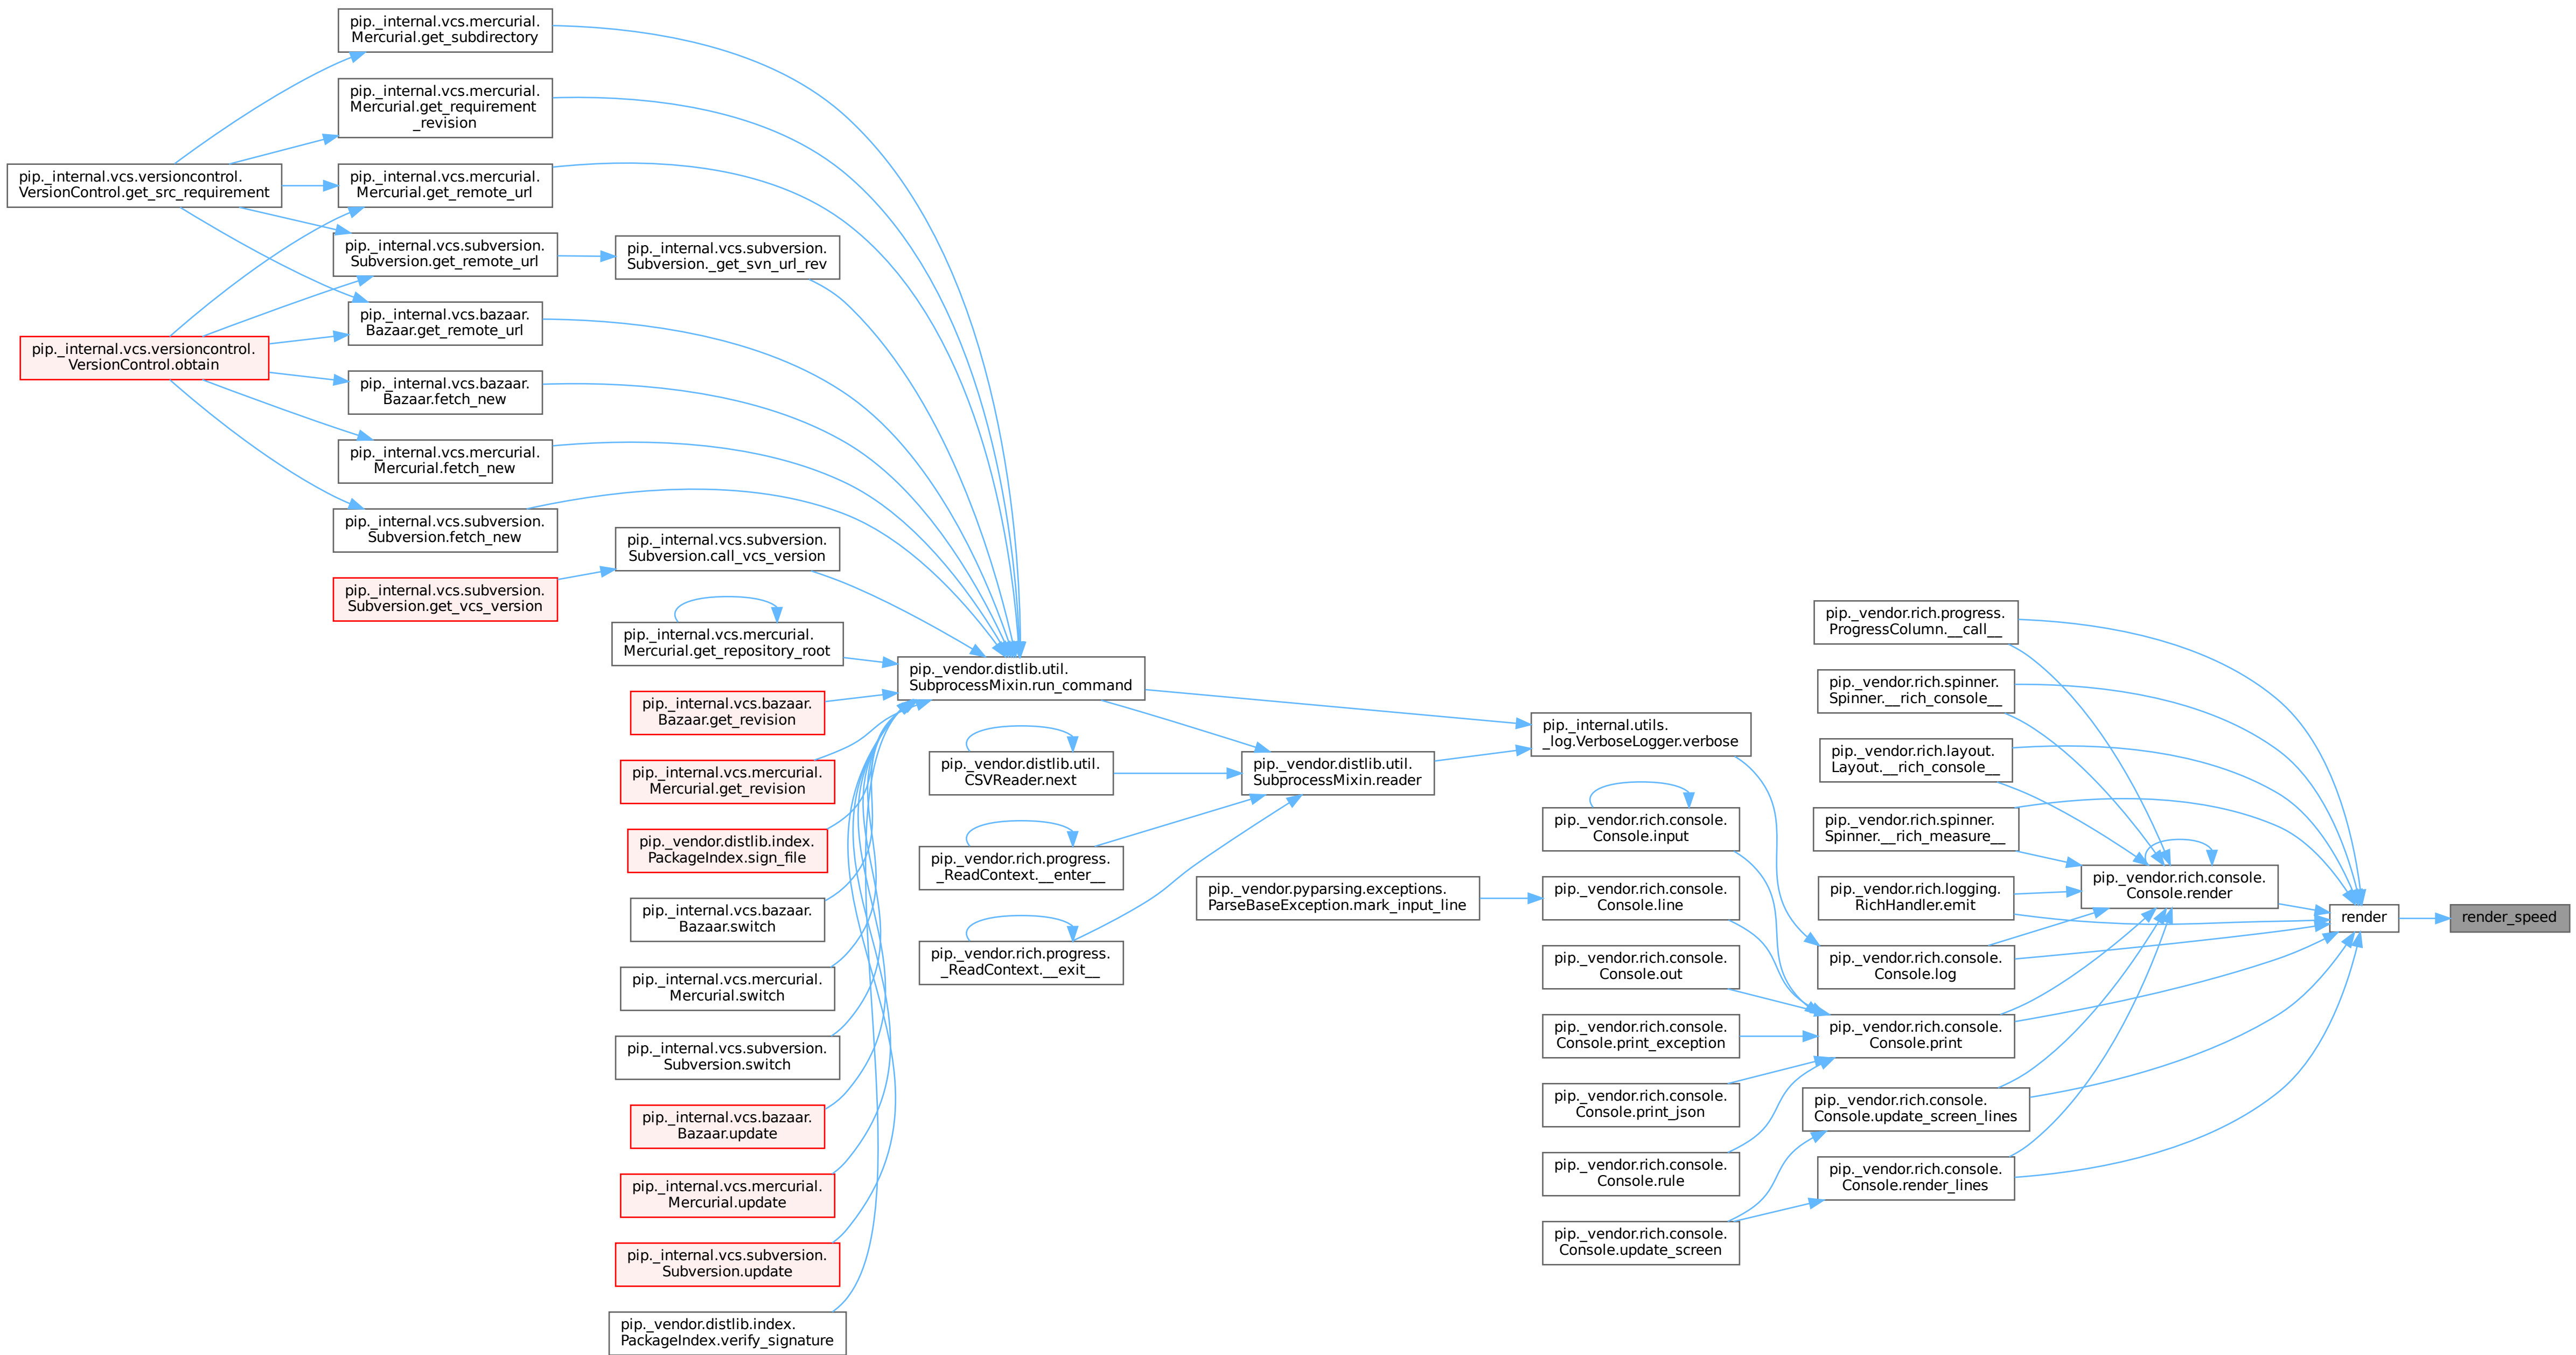 pip._internal.vcs.mercurial.
Mercurial.get_subdirectory
pip._internal.vcs.mercurial.
Mercurial.get_requirement
_revision
pip._internal.vcs.versioncontrol.
VersionControl.get_src_requirement
pip._internal.vcs.mercurial.
Mercurial.get_remote_url
pip._internal.vcs.subversion.
Subversion.get_remote_url
pip._internal.vcs.subversion.
Subversion._get_svn_url_rev
pip._internal.vcs.bazaar.
Bazaar.get_remote_url
pip._internal.vcs.versioncontrol.
VersionControl.obtain
pip._internal.vcs.bazaar.
Bazaar.fetch_new
pip._internal.vcs.mercurial.
Mercurial.fetch_new
pip._internal.vcs.subversion.
Subversion.fetch_new
pip._internal.vcs.subversion.
Subversion.call_vcs_version
pip._internal.vcs.subversion.
Subversion.get_vcs_version
pip._internal.vcs.mercurial.
Mercurial.get_repository_root
pip._internal.vcs.bazaar.
Bazaar.get_revision
pip._internal.vcs.mercurial.
Mercurial.get_revision
pip._vendor.distlib.index.
PackageIndex.sign_file
pip._internal.vcs.bazaar.
Bazaar.switch
pip._internal.vcs.mercurial.
Mercurial.switch
pip._internal.vcs.subversion.
Subversion.switch
pip._internal.vcs.bazaar.
Bazaar.update
pip._internal.vcs.mercurial.
Mercurial.update
pip._internal.vcs.subversion.
Subversion.update
pip._vendor.distlib.index.
PackageIndex.verify_signature
pip._vendor.distlib.util.
SubprocessMixin.run_command
pip._vendor.distlib.util.
CSVReader.next
pip._vendor.rich.progress.
_ReadContext.__enter__
pip._vendor.rich.progress.
_ReadContext.__exit__
pip._vendor.distlib.util.
SubprocessMixin.reader
pip._vendor.pyparsing.exceptions.
ParseBaseException.mark_input_line
pip._internal.utils.
_log.VerboseLogger.verbose
pip._vendor.rich.console.
Console.input
pip._vendor.rich.console.
Console.line
pip._vendor.rich.console.
Console.out
pip._vendor.rich.console.
Console.print_exception
pip._vendor.rich.console.
Console.print_json
pip._vendor.rich.console.
Console.rule
pip._vendor.rich.console.
Console.update_screen
pip._vendor.rich.progress.
ProgressColumn.__call__
pip._vendor.rich.spinner.
Spinner.__rich_console__
pip._vendor.rich.layout.
Layout.__rich_console__
pip._vendor.rich.spinner.
Spinner.__rich_measure__
pip._vendor.rich.logging.
RichHandler.emit
pip._vendor.rich.console.
Console.log
pip._vendor.rich.console.
Console.print
pip._vendor.rich.console.
Console.update_screen_lines
pip._vendor.rich.console.
Console.render_lines
pip._vendor.rich.console.
Console.render
render
render_speed